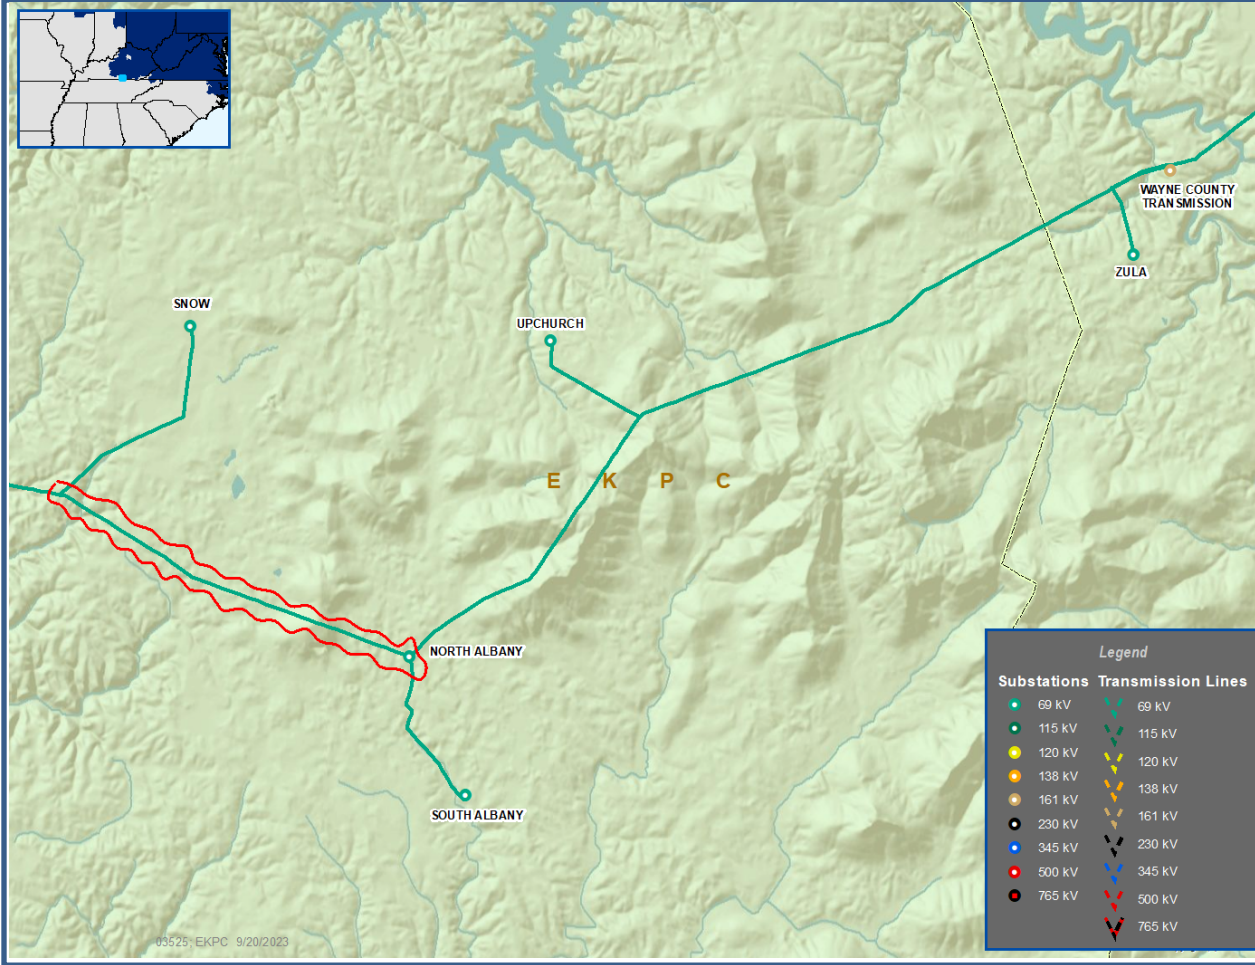 WAYNE COUNTY
TRANSMISSION
ZULA
SNOW
UPCHURCH
E K P C
NORTH ALBANY
SOUTH ALBANY
Legend
Substations Transmission Lines
69 kV 69 kV
115 kV 115 kV
120 kV 120 kV
138 kV 138 kV
161 kV 161 kV
230 kV 230 kV
345 kV 345 kV
500 kV 500 kV
765 kV 765 kV
03525; EKPC 9/20/2023